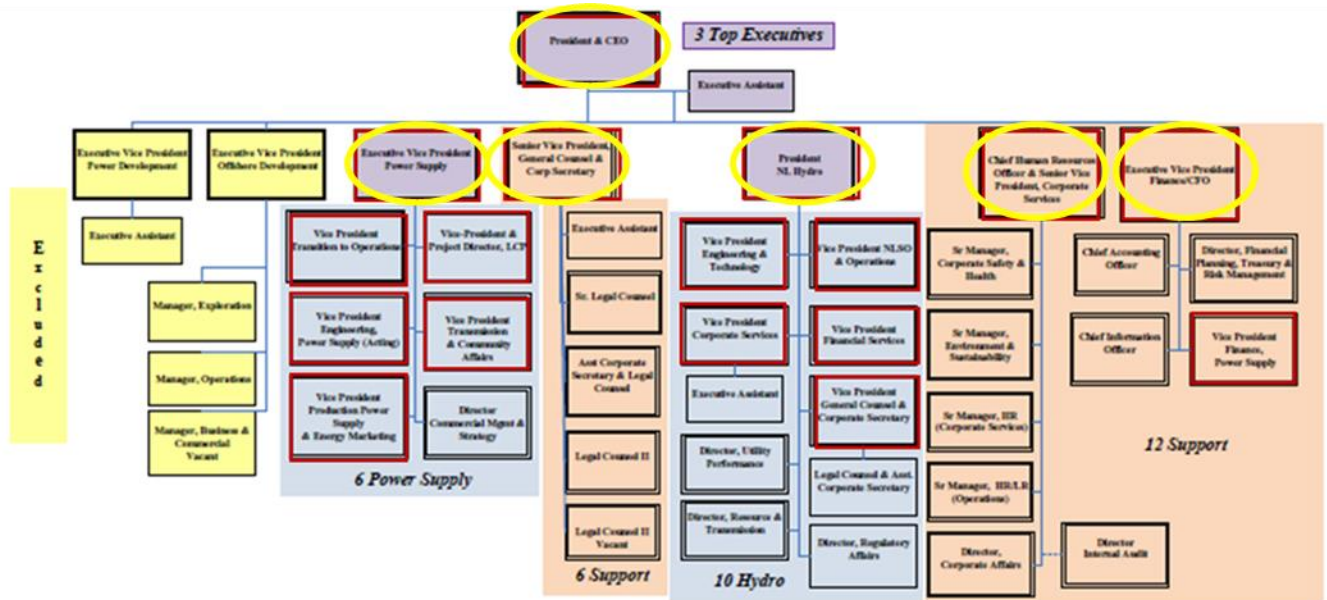 President & CEO
3 Top Executives
Executive Assistant
Executive Vice President
Power Development
Executive Vice President
Offshore Development
Executive Vice President
Power Supply
Senior Vice President,
General Counsel &
Corp Secretary
President
NL Hydro
Chief Human Resources
Officer & Senior Vice
President, Corporate
Services
Executive Vice President
Finance/CFO
Excluded
Executive Assistant
Manager, Exploration
Manager, Operations
Manager, Business &
Commercial
Vacant
Vice President
Transition to Operations
Vice-President &
Project Director, LCP
Vice President
Engineering,
Power Supply (Acting)
Vice President
Transmission
& Community
Affairs
Vice President
Production Power
Supply
& Energy Marketing
Director
Commercial Mgmt &
Strategy
6 Power Supply
Executive Assistant
Sr. Legal Counsel
Asst Corporate
Secretary & Legal
Counsel
Legal Counsel II
Legal Counsel II
Vacant
6 Support
Vice President
Engineering &
Technology
Vice President NLSO
& Operations
Vice President
Corporate Services
Vice President
Financial Services
Executive Assistant
Vice President
General Counsel &
Corporate Secretary
Director, Utility
Performance
Legal Counsel & Asst.
Corporate Secretary
Director, Resource &
Transmission
Director, Regulatory
Affairs
10 Hydro
Sr Manager,
Corporate Safety &
Health
Sr Manager,
Environment &
Sustainability
Sr Manager, HR
(Corporate Services)
Sr Manager, HR/LR
(Operations)
Director,
Corporate Affairs
Director
Internal Audit
Chief Accounting
Officer
Director, Financial
Planning, Treasury &
Risk Management
Chief Information
Officer
Vice President
Finance,
Power Supply
12 Support